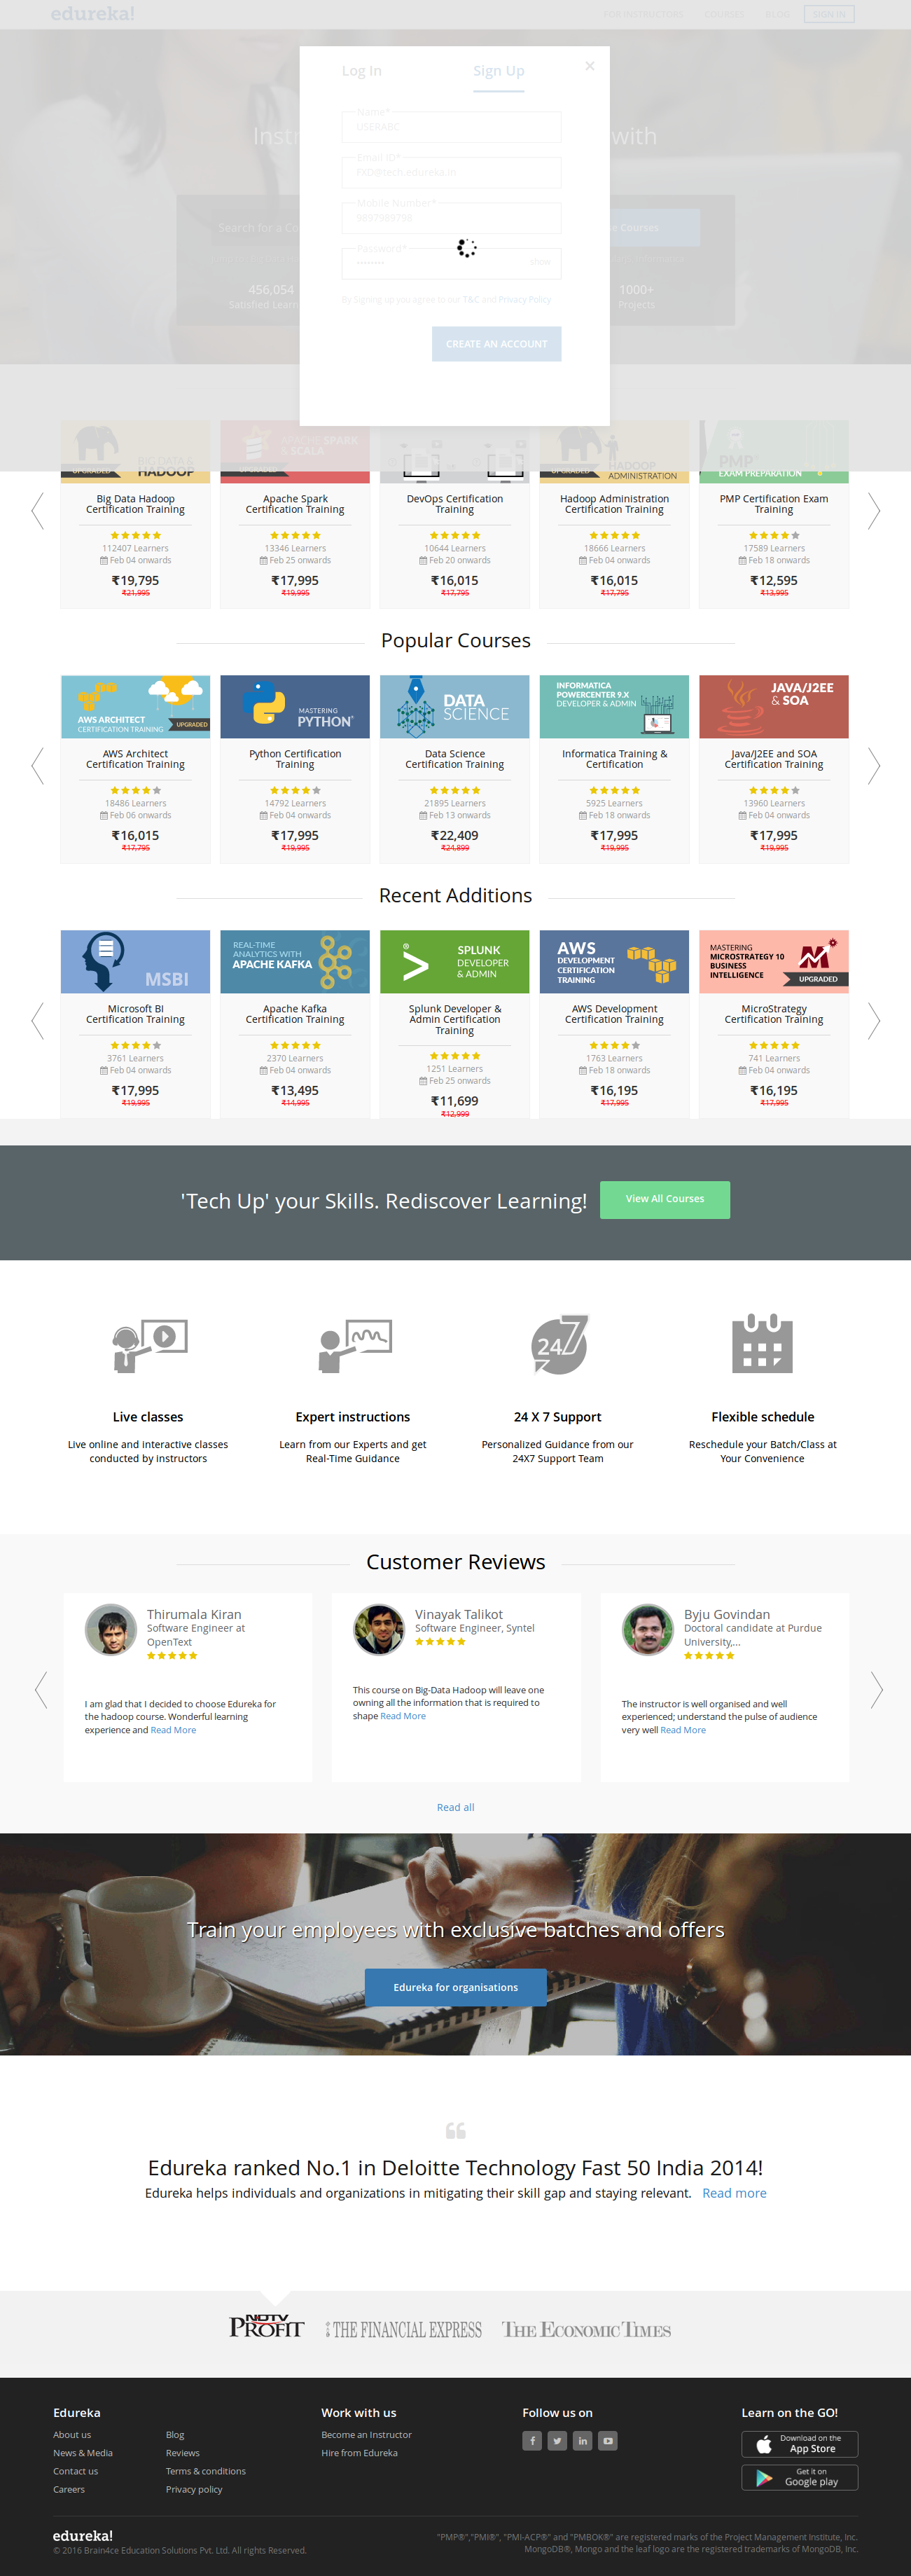 edureka!
FOR INSTRUCTORS COURSES BLOG SIGN IN
Log In Sign Up ×
Name*
USERABC
Email ID*
FXD@tech.edureka.in
Mobile Number*
9897989798
Password*
show
By Signing up you agree to our T&C and Privacy Policy
CREATE AN ACCOUNT
with
Search for a Co
Courses
456,054
Satisfied Learn
1000+
Projects
UPGRADED BIG DATA & HADOOP
APACHE SPARK & SCALA
UPGRADED
UPGRADED HADOOP ADMINISTRATION
PMP®
EXAM PREPARATION
Big Data Hadoop Certification Training
112407 Learners
Feb 04 onwards
₹19,795
₹21,995
Apache Spark Certification Training
13346 Learners
Feb 25 onwards
₹17,995
₹19,995
DevOps Certification Training
10644 Learners
Feb 20 onwards
₹16,015
₹17,795
Hadoop Administration Certification Training
18666 Learners
Feb 04 onwards
₹16,015
₹17,795
PMP Certification Exam Training
17589 Learners
Feb 18 onwards
₹12,595
₹13,995
Popular Courses
AWS ARCHITECT
CERTIFICATION TRAINING UPGRADED
AWS Architect
Certification Training
18486 Learners
Feb 06 onwards
₹16,015
₹17,795
MASTERING
PYTHON®
Python Certification
Training
14792 Learners
Feb 04 onwards
₹17,995
₹19,995
DATA
SCIENCE
Data Science
Certification Training
21895 Learners
Feb 13 onwards
₹22,409
₹24,899
INFORMATICA
POWERCENTER 9.X
DEVELOPER & ADMIN
Informatica Training &
Certification
5925 Learners
Feb 18 onwards
₹17,995
₹19,995
JAVA/J2EE
& SOA
Java/J2EE and SOA
Certification Training
13960 Learners
Feb 04 onwards
₹17,995
₹19,995
Recent Additions
MSBI
Microsoft BI
Certification Training
3761 Learners
Feb 04 onwards
₹17,995
₹19,995
REAL-TIME
ANALYTICS WITH
APACHE KAFKA
Apache Kafka
Certification Training
2370 Learners
Feb 04 onwards
₹13,495
₹14,995
SPLUNK
DEVELOPER
& ADMIN
Splunk Developer &
Admin Certification
Training
1251 Learners
Feb 25 onwards
₹11,699
₹12,999
AWS
DEVELOPMENT
CERTIFICATION
TRAINING
AWS Development
Certification Training
1763 Learners
Feb 18 onwards
₹16,195
₹17,995
MASTERING
MICROSTRATEGY 10
BUSINESS
INTELLIGENCE UPGRADED
MicroStrategy
Certification Training
741 Learners
Feb 04 onwards
₹16,195
₹17,995
'Tech Up' your Skills. Rediscover Learning! View All Courses
24 7
Live classes
Live online and interactive classes
conducted by instructors
Expert instructions
Learn from our Experts and get
Real-Time Guidance
24 X 7 Support
Personalized Guidance from our
24X7 Support Team
Flexible schedule
Reschedule your Batch/Class at
Your Convenience
Customer Reviews
Thirumala Kiran
Software Engineer at
OpenText
I am glad that I decided to choose Edureka for
the hadoop course. Wonderful learning
experience and Read More
Vinayak Talikot
Software Engineer, Syntel
This course on Big-Data Hadoop will leave one
owning all the information that is required to
shape Read More
Byju Govindan
Doctoral candidate at Purdue
University,...
The instructor is well organised and well
experienced; understand the pulse of audience
very well Read More
Read all
Train your employees with exclusive batches and offers
Edureka for organisations
Edureka ranked No.1 in Deloitte Technology Fast 50 India 2014!
Edureka helps individuals and organizations in mitigating their skill gap and staying relevant. Read more
NDTV PROFIT THE FINANCIAL EXPRESS THE ECONOMIC TIMES
Edureka
About us
News & Media
Contact us
Careers
Blog
Reviews
Terms & conditions
Privacy policy
Work with us
Become an Instructor
Hire from Edureka
Follow us on
Learn on the GO!
Download on the
App Store
Get it on
Google play
edureka!
© 2016 Brain4ce Education Solutions Pvt. Ltd. All rights Reserved.
"PMP®","PMI®", "PMI-ACP®" and "PMBOK®" are registered marks of the Project Management Institute, Inc.
MongoDB®, Mongo and the leaf logo are the registered trademarks of MongoDB, Inc.